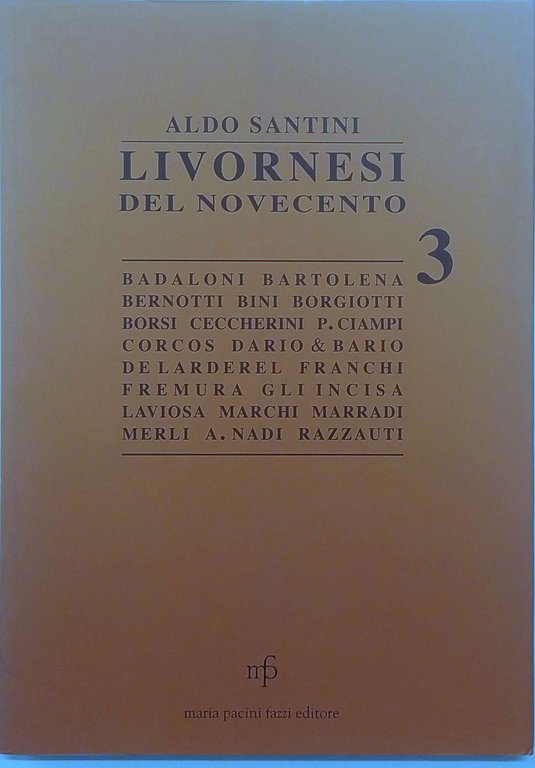 ALDO SANTINI
LIVORNESI
DEL NOVECENTO
3
BADALONI BARTOLENA
BERNOTTI BINI BORGIOTTI
BORSI CECCHERINI P. CIAMPI
CORCOS DARIO & BARIO
DE LARDEREL FRANCHI
FREMURA GLI INCISA
LAVIOSA MARCHI MARRADI
MERLI A. NADI RAZZAUTI
mfp
maria pacini fazzi editore